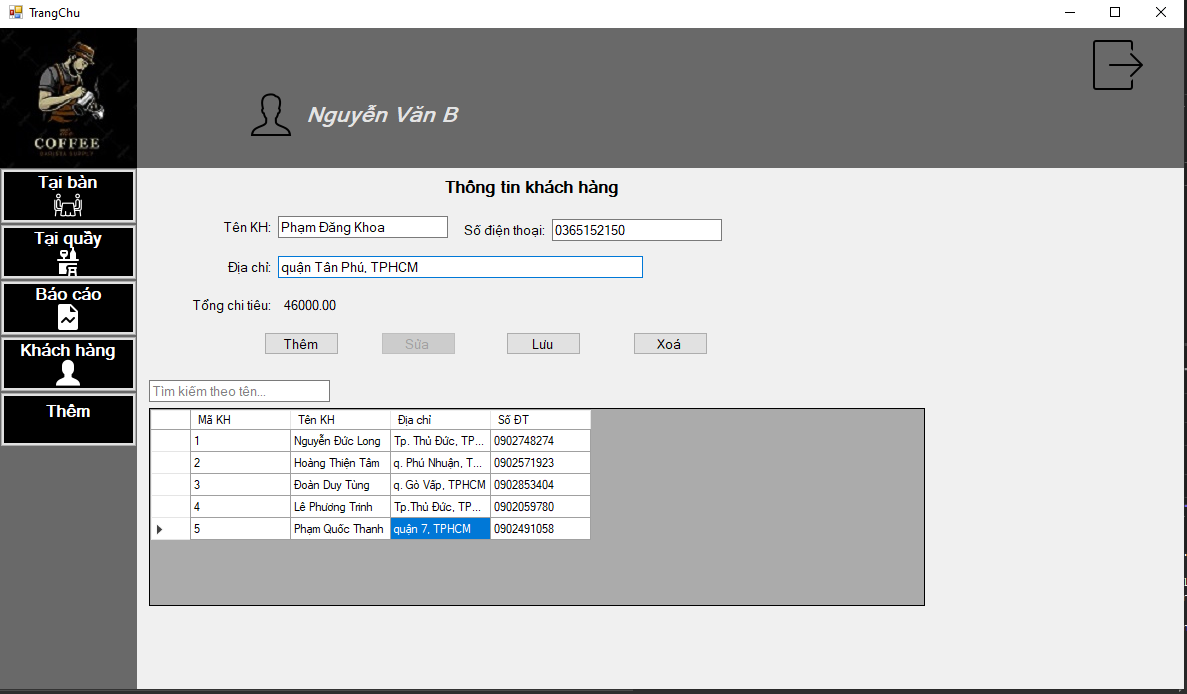 TrangChu
COFFEE
Nguyễn Văn B
Tại bàn
Tại quầy
Báo cáo
Khách hàng
Thêm
Thông tin khách hàng
Tên KH: Phạm Đăng Khoa Số điện thoại: 0365152150
Địa chỉ: quận Tân Phú, TPHCM
Tổng chi tiêu: 46000.00
Thêm Sửa Lưu Xoá
Tìm kiếm theo tên...
Mã KH Tên KH Địa chỉ Số ĐT
1 Nguyễn Đức Long Tp. Thủ Đức, TP... 0902748274
2 Hoàng Thiện Tâm q. Phú Nhuận, T... 0902571923
3 Đoàn Duy Tùng q. Gò Vấp, TPHCM 0902853404
4 Lê Phương Trinh Tp.Thủ Đức, TP... 0902059780
5 Phạm Quốc Thanh quận 7, TPHCM 0902491058